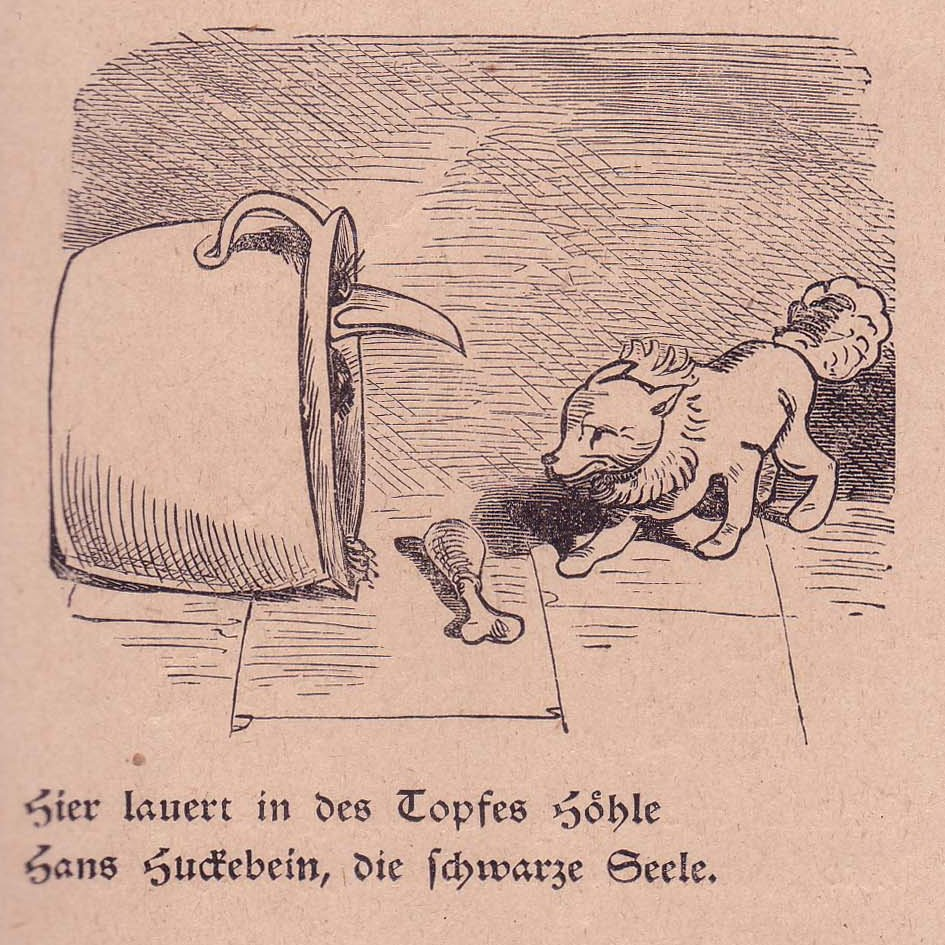 Hier lauert in des Topfes Höhle
Hans Huckebein, die ſchwarze Seele.